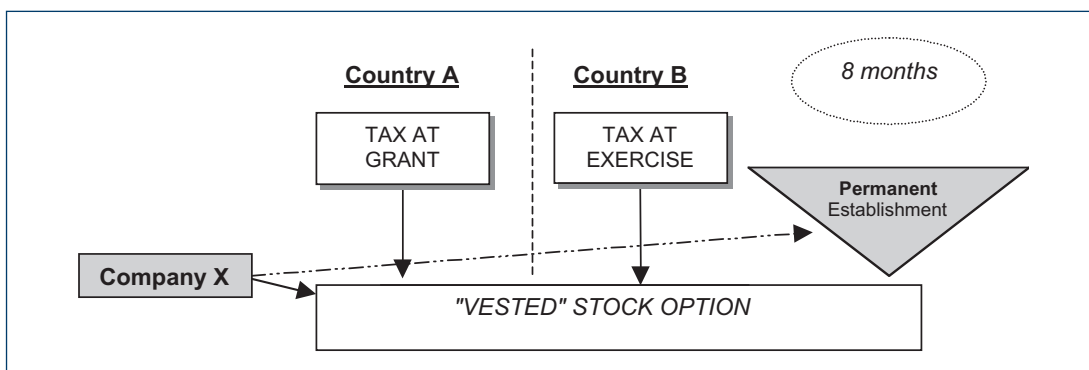 Country A
Country B
8 months
TAX AT
GRANT
TAX AT
EXERCISE
Permanent
Establishment
Company X
"VESTED" STOCK OPTION